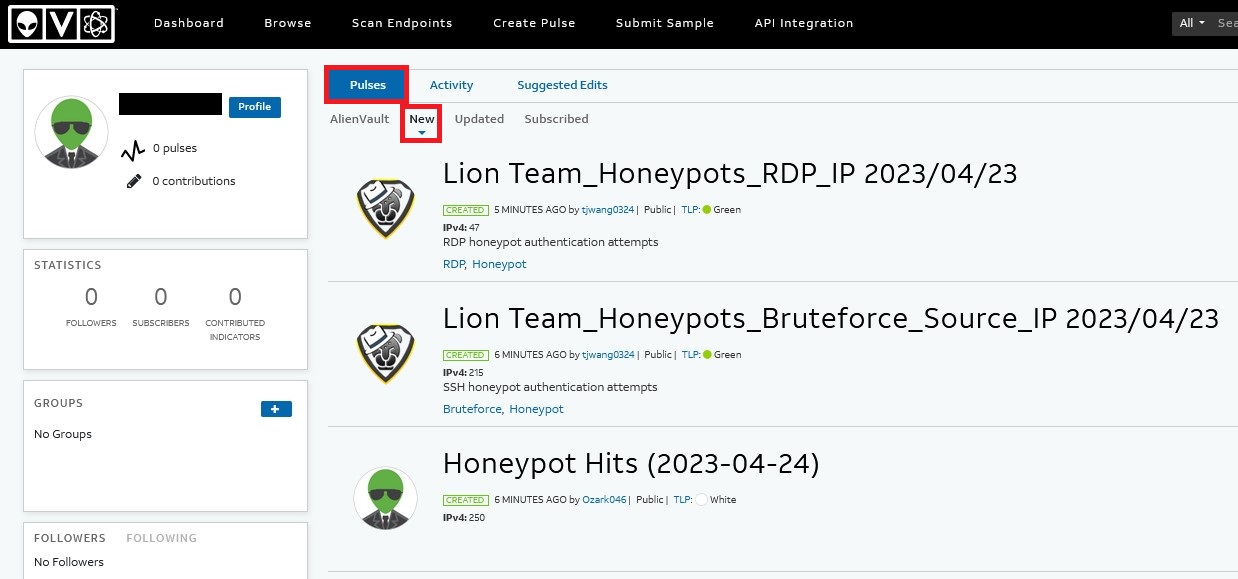 V
Dashboard Browse Scan Endpoints Create Pulse Submit Sample API Integration All
Profile
0 pulses
0 contributions
STATISTICS
0 0 0
FOLLOWERS SUBSCRIBERS CONTRIBUTED INDICATORS
GROUPS
+
No Groups
FOLLOWERS FOLLOWING
No Followers
Pulses Activity Suggested Edits
AlienVault New Updated Subscribed
Lion Team_Honeypots_RDP_IP 2023/04/23
CREATED 5 MINUTES AGO by tjwang0324 | Public | TLP: Green
IPv4: 47
RDP honeypot authentication attempts
RDP, Honeypot
Lion Team_Honeypots_Bruteforce_Source_IP 2023/04/23
CREATED 6 MINUTES AGO by tjwang0324 | Public | TLP: Green
IPv4: 215
SSH honeypot authentication attempts
Bruteforce, Honeypot
Honeypot Hits (2023-04-24)
CREATED 6 MINUTES AGO by Ozark046 | Public | TLP: White
IPv4: 250